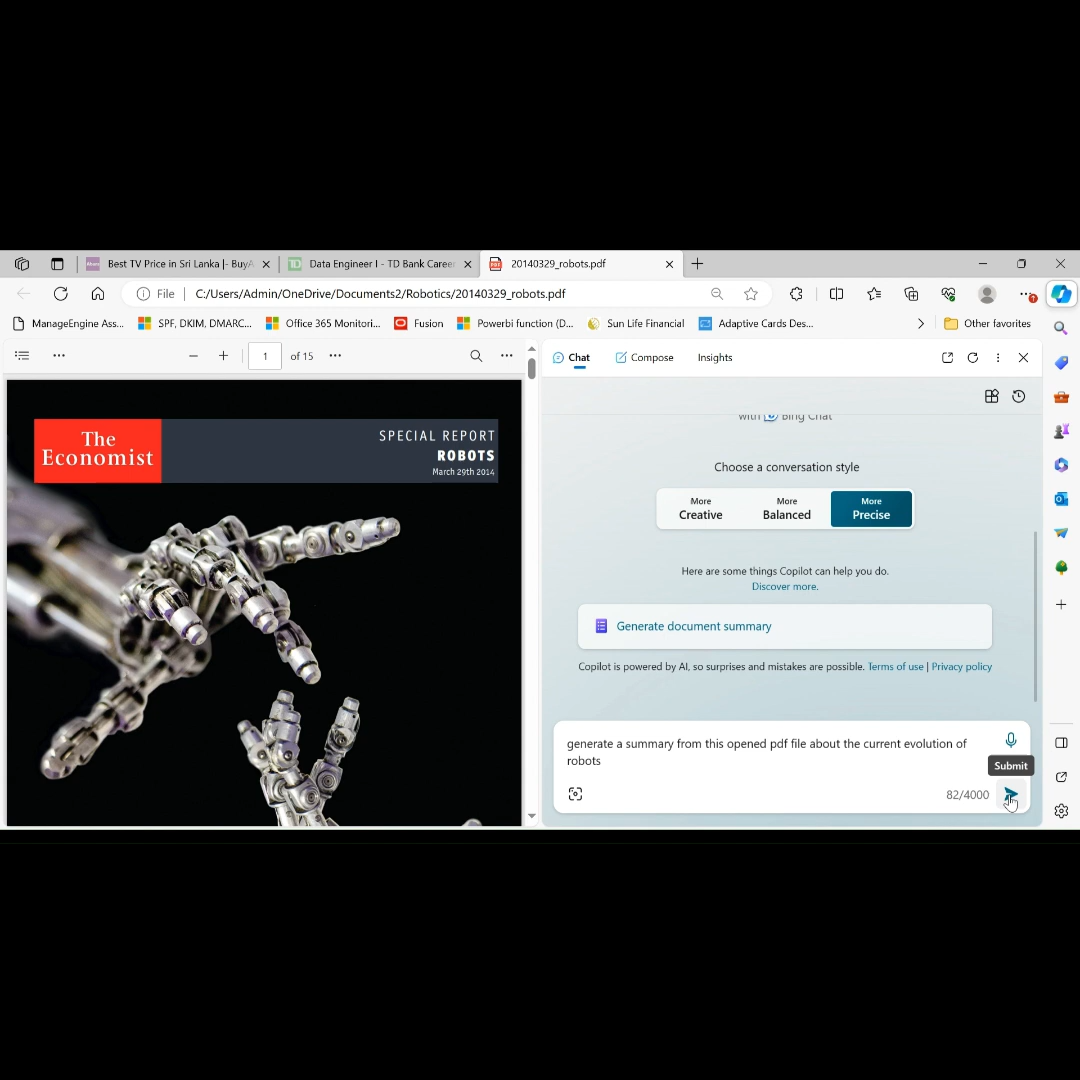 Best TV Price in Sri Lanka |- BuyA
Data Engineer I - TD Bank Career
20140329_robots.pdf
File
C:/Users/Admin/OneDrive/Documents2/Robotics/20140329_robots.pdf
ManageEngine Ass...
SPF, DKIM, DMARC...
Office 365 Monitori...
Fusion
Powerbi function (D...
Sun Life Financial
Adaptive Cards Des...
Other favorites
1 of 15
Chat
Compose
Insights
The
Economist
SPECIAL REPORT
ROBOTS
March 29th 2014
with Bing Chat
Choose a conversation style
More
Creative
More
Balanced
More
Precise
Here are some things Copilot can help you do.
Discover more.
Generate document summary
Copilot is powered by AI, so surprises and mistakes are possible. Terms of use | Privacy policy
generate a summary from this opened pdf file about the current evolution of
robots
Submit
82/4000